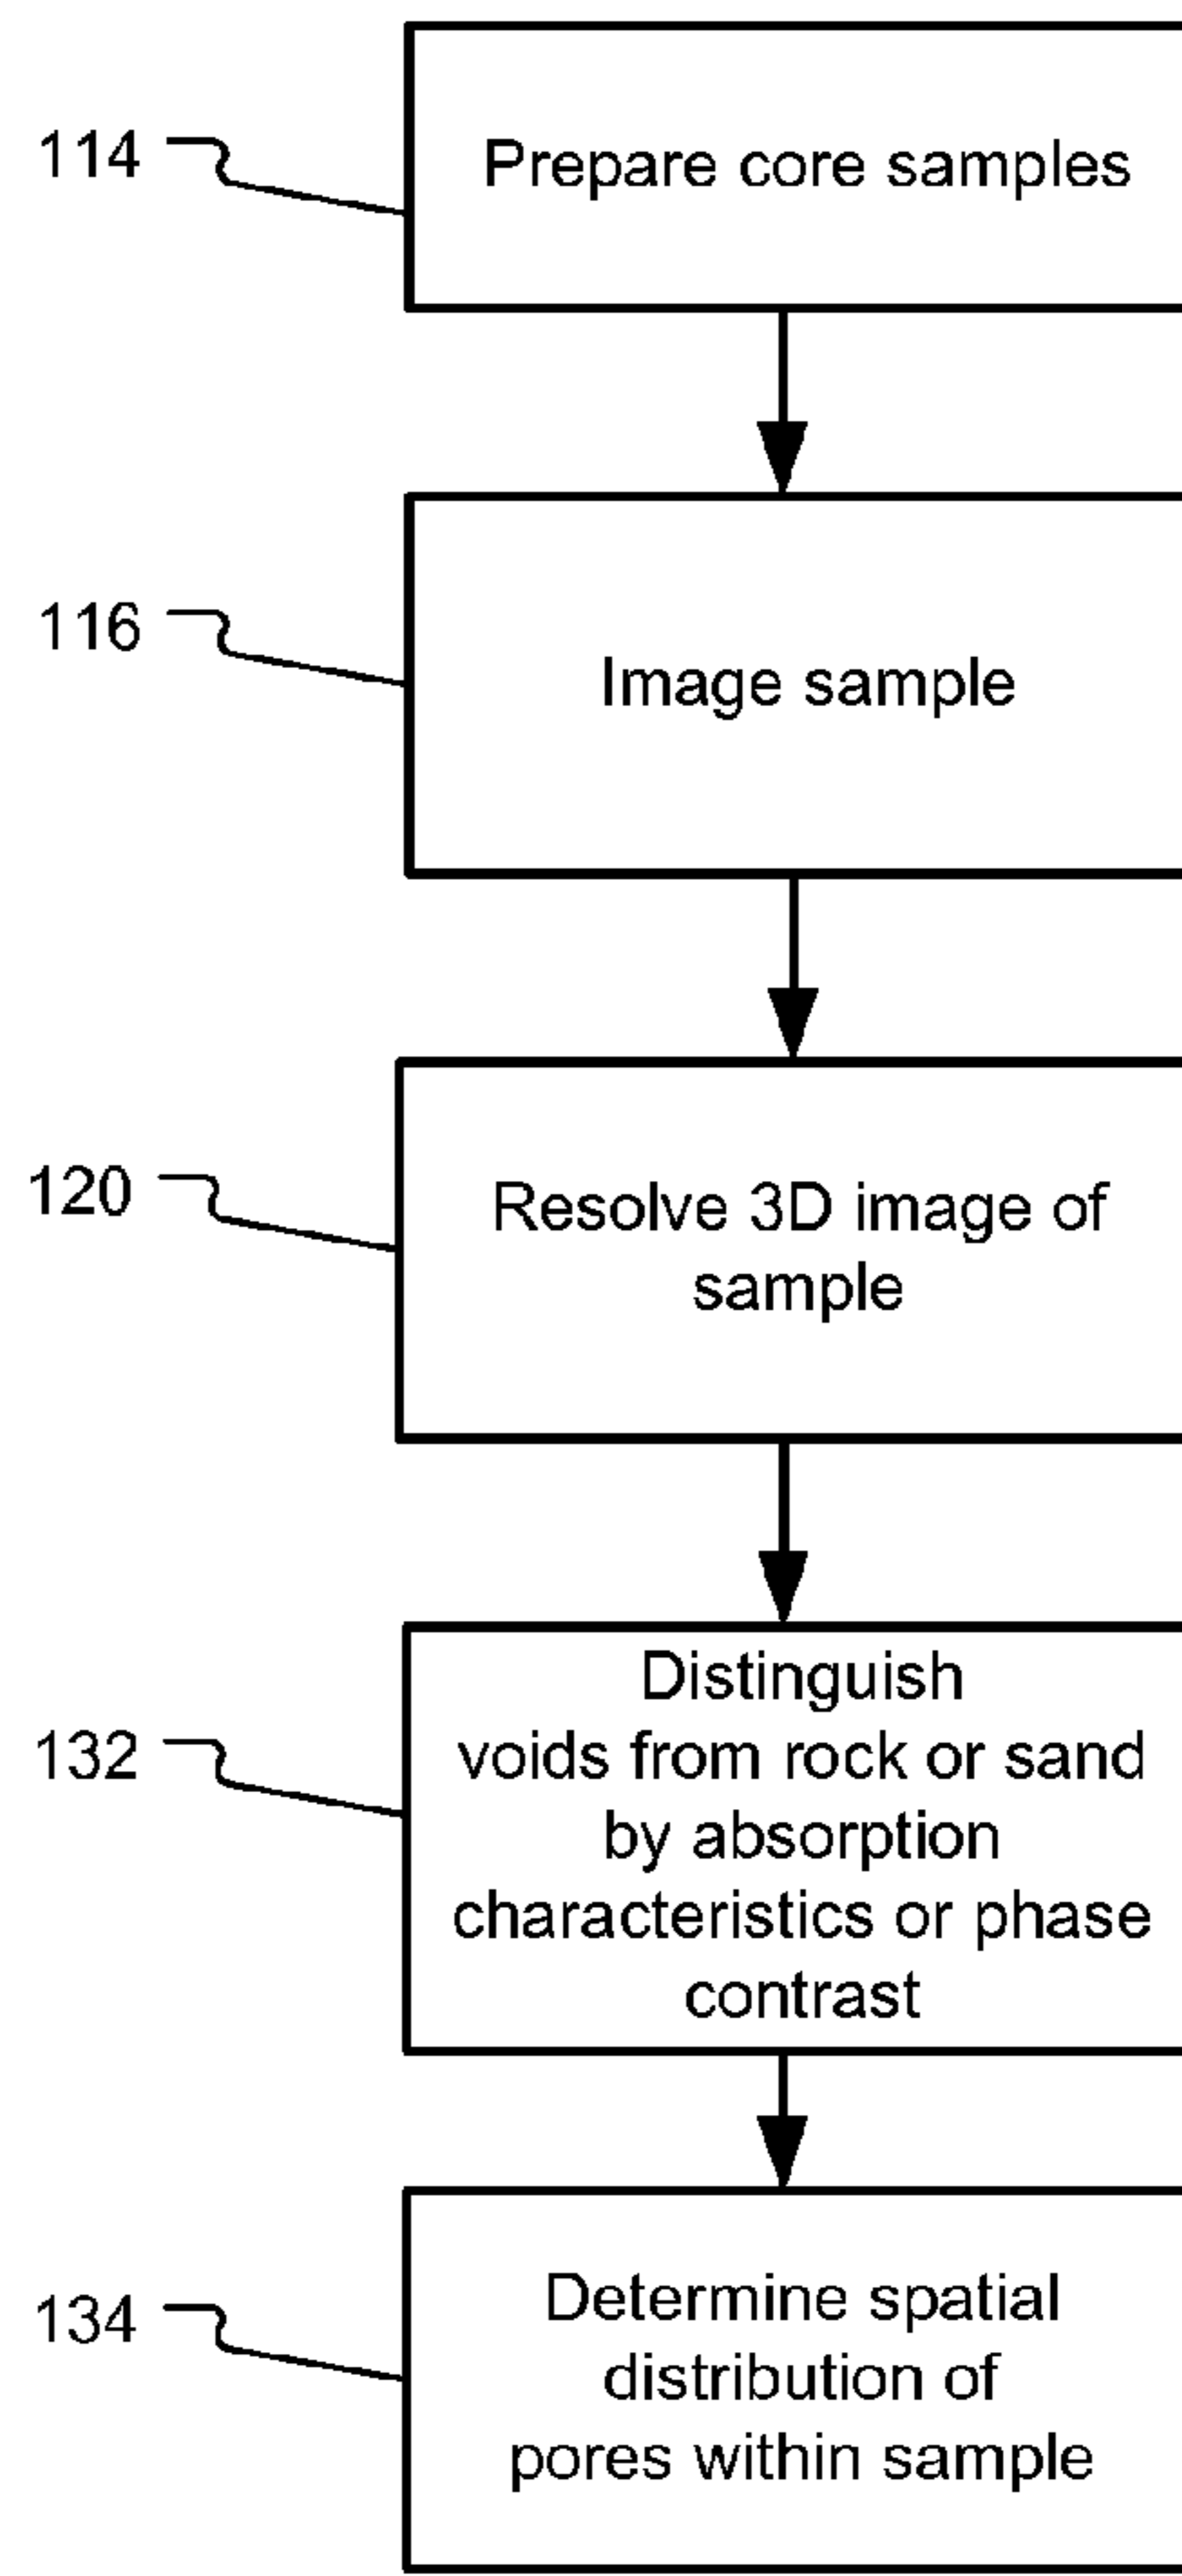 114
Prepare core samples
116
Image sample
120
Resolve 3D image of
sample
132
Distinguish
voids from rock or sand
by absorption
characteristics or phase
contrast
134
Determine spatial
distribution of
pores within sample